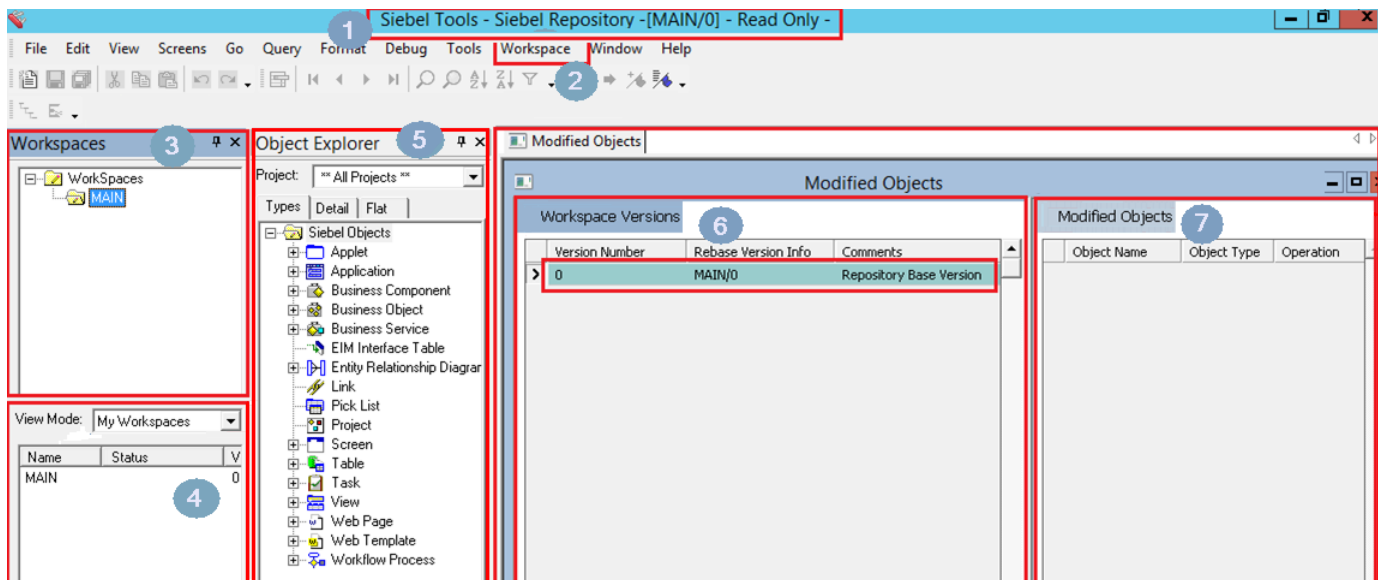 Siebel Tools - Siebel Repository -[MAIN/0] - Read Only -
1
File Edit View Screens Go Query Format Debug Tools Workspace Window Help
2
Workspaces
3
WorkSpaces
MAIN
View Mode: My Workspaces
Name Status V
MAIN 0
4
Object Explorer
5
Project: ** All Projects **
Types Detail Flat
Siebel Objects
Applet
Application
Business Component
Business Object
Business Service
EIM Interface Table
Entity Relationship Diagrar
Link
Pick List
Project
Screen
Table
Task
View
Web Page
Web Template
Workflow Process
Modified Objects
Modified Objects
Workspace Versions
6
Version Number Rebase Version Info Comments
0 MAIN/0 Repository Base Version
Modified Objects
7
Object Name Object Type Operation